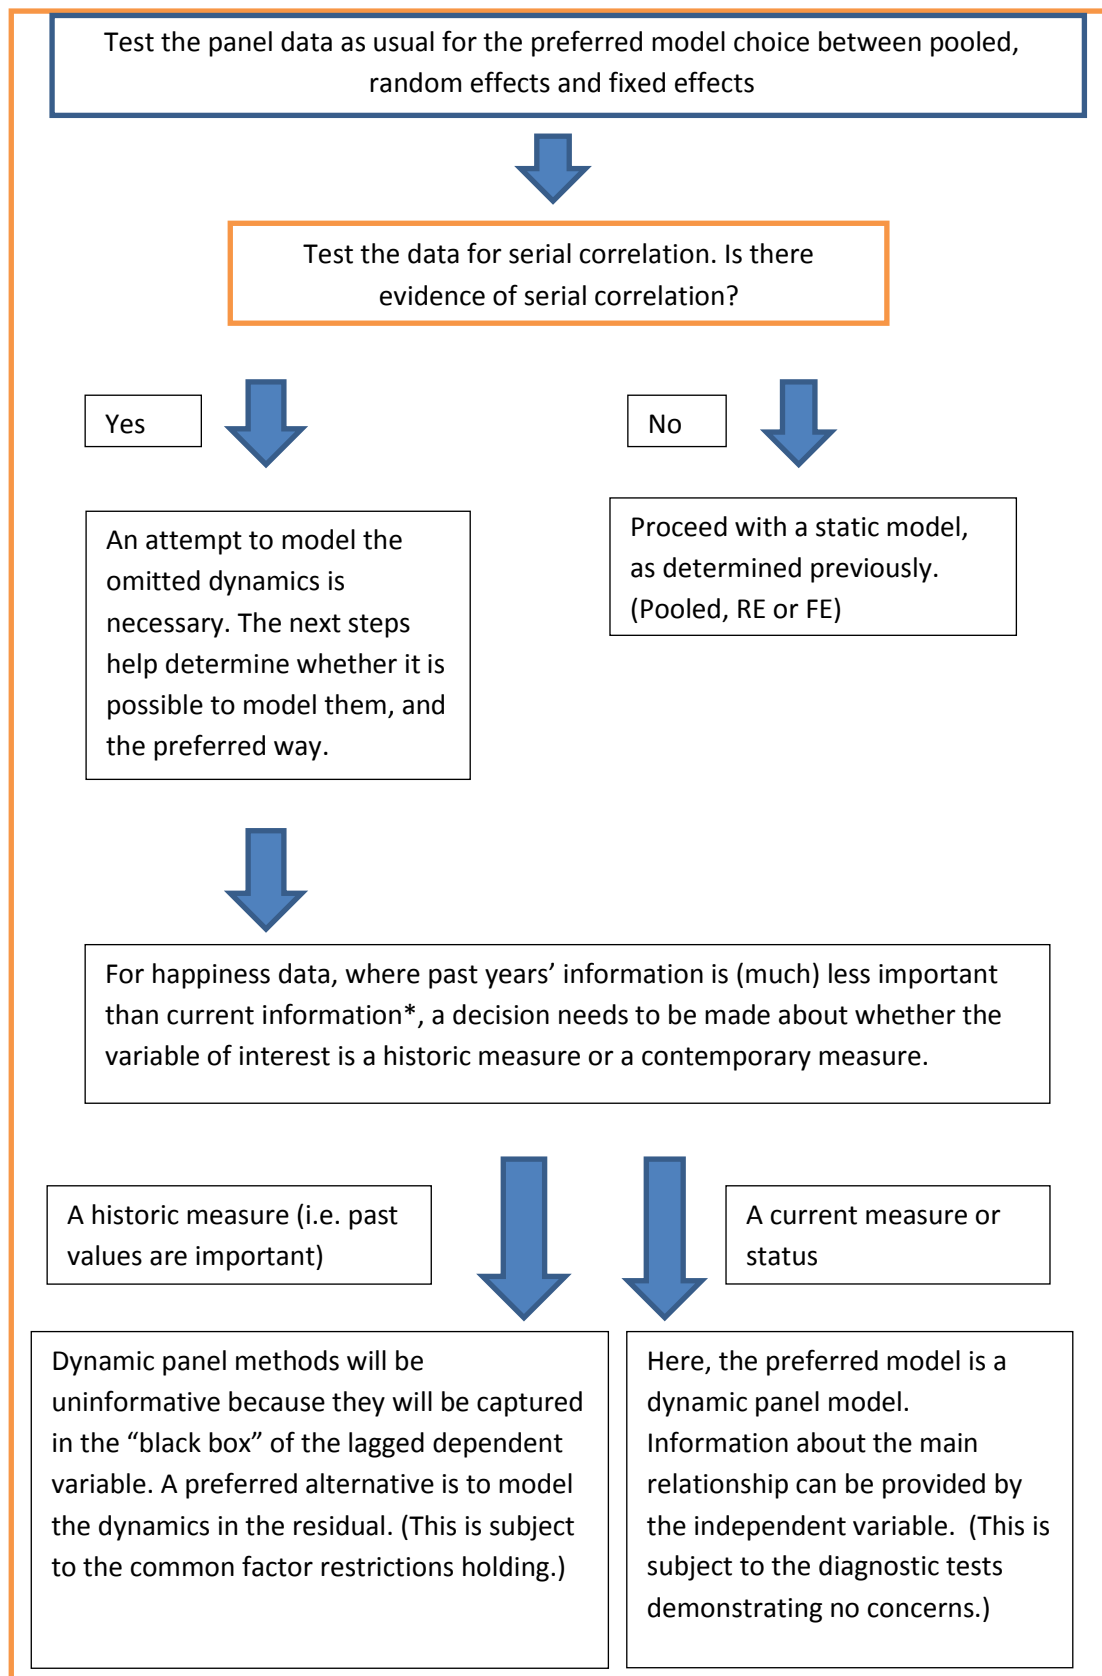 Test the panel data as usual for the preferred model choice between pooled,
random effects and fixed effects
Test the data for serial correlation. Is there
evidence of serial correlation?
Yes
No
An attempt to model the
omitted dynamics is
necessary. The next steps
help determine whether it is
possible to model them, and
the preferred way.
Proceed with a static model,
as determined previously.
(Pooled, RE or FE)
For happiness data, where past years’ information is (much) less important
than current information*, a decision needs to be made about whether the
variable of interest is a historic measure or a contemporary measure.
A historic measure (i.e. past
values are important)
A current measure or
status
Dynamic panel methods will be
uninformative because they will be captured
in the “black box” of the lagged dependent
variable. A preferred alternative is to model
the dynamics in the residual. (This is subject
to the common factor restrictions holding.)
Here, the preferred model is a
dynamic panel model.
Information about the main
relationship can be provided by
the independent variable.  (This is
subject to the diagnostic tests
demonstrating no concerns.)